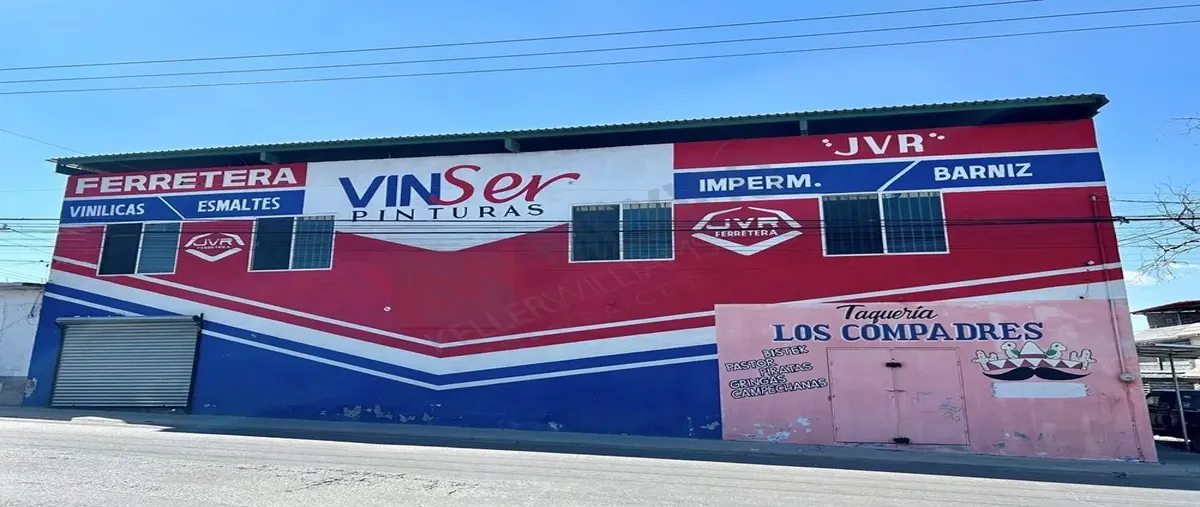 FERRETERA
VINILICAS ESMALTES
JVR
FERRETERA
VINSer
PINTURAS
JVR
IMPERM. BARNIZ
JVR
FERRETERA
KELLERWILLIAMS
Taquería
LOS COMPADRES
BISTEK
PASTOR PIRATAS
GRINGAS
CAMPECHANAS